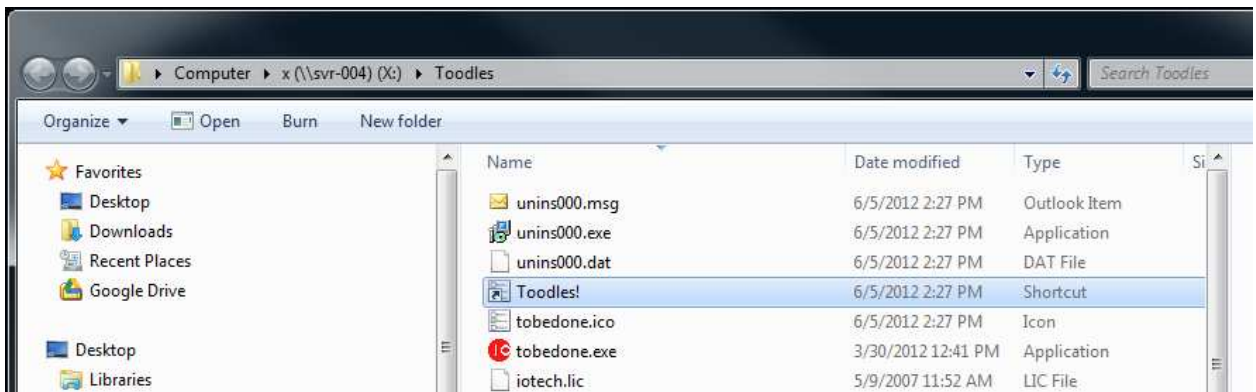 Computer ▸ x (\\svr-004) (X:) ▸ Toodles Search Toodles
Organize Open Burn New folder
Favorites
Desktop
Downloads
Recent Places
Google Drive
Desktop
Libraries
Name Date modified Type Si
unins000.msg 6/5/2012 2:27 PM Outlook Item
unins000.exe 6/5/2012 2:27 PM Application
unins000.dat 6/5/2012 2:27 PM DAT File
Toodles! 6/5/2012 2:27 PM Shortcut
tobedone.ico 6/5/2012 2:27 PM Icon
tobedone.exe 3/30/2012 12:41 PM Application
iotech.lic 5/9/2007 11:52 AM LIC File